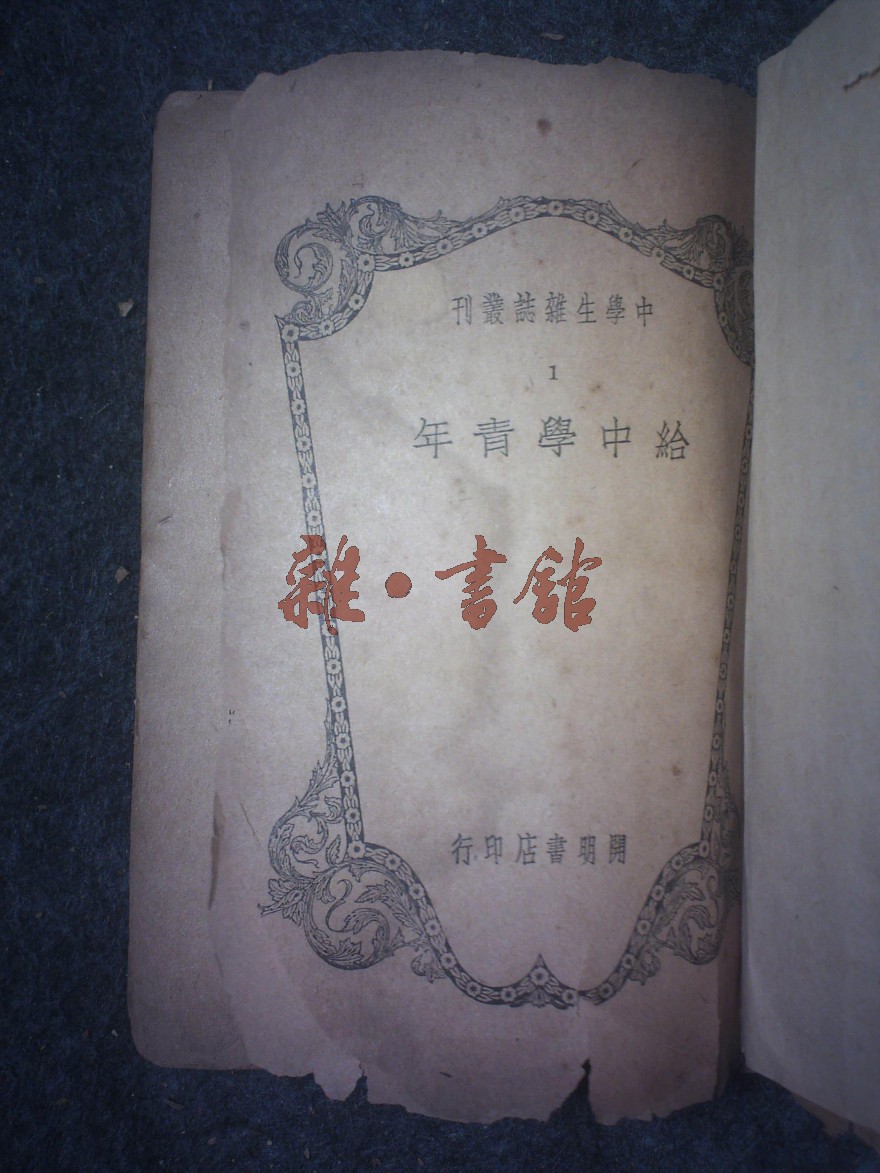 中學生雜誌叢刊
1
給中學青年
雜•書舘
開明書店印行